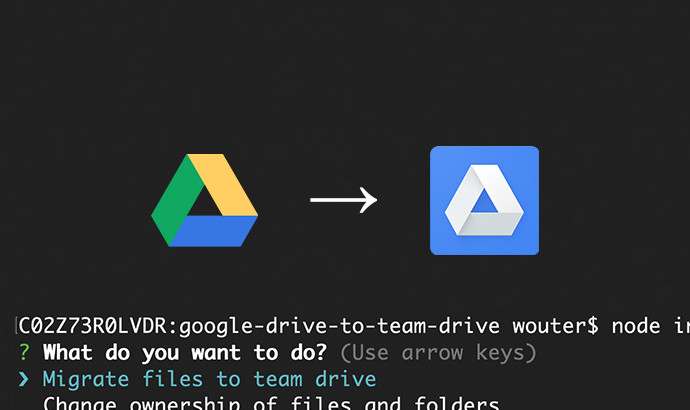 C02Z73R0LVDR:google-drive-to-team-drive wouter$ node
? What do you want to do? (Use arrow keys)
❯ Migrate files to team drive
Change ownership of files and folders